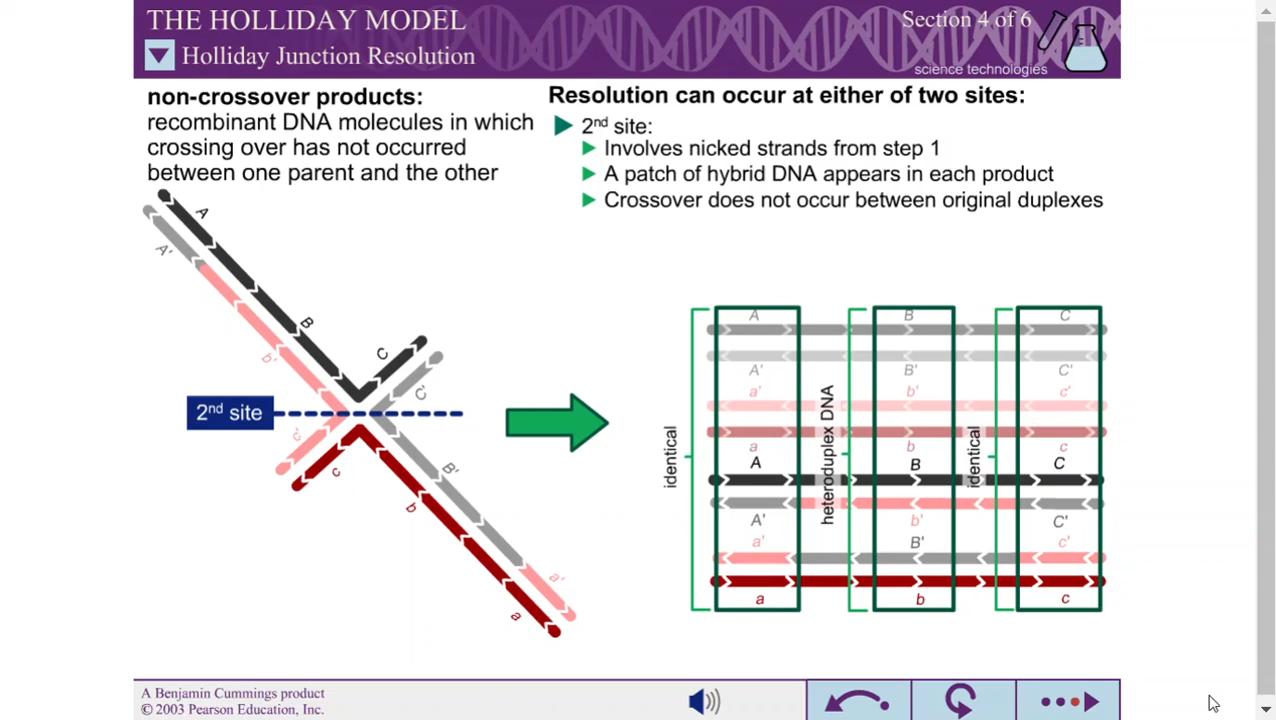 THE HOLLIDAY MODEL
Section 4 of 6
Holliday Junction Resolution
science technologies
non-crossover products:
recombinant DNA molecules in which
crossing over has not occurred
between one parent and the other
Resolution can occur at either of two sites:
2nd site:
Involves nicked strands from step 1
A patch of hybrid DNA appears in each product
Crossover does not occur between original duplexes
A
A'
B
b'
C
C'
2nd site
c'
c
B'
b
a'
a
identical
heteroduplex DNA
identical
A B C
A' B' C'
a' b' c'
a b c
A B C
A' b' C'
a' B' c'
a b c
A Benjamin Cummings product
© 2003 Pearson Education, Inc.